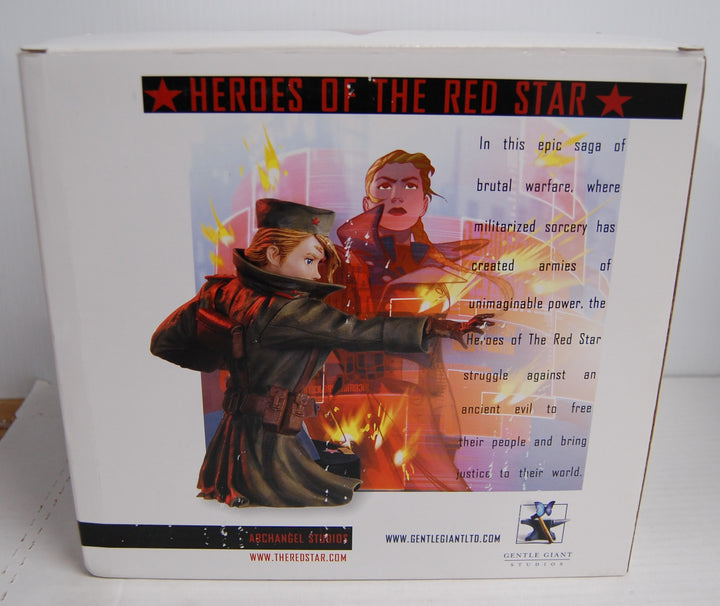 ★ HEROES OF THE RED STAR ★
In this epic saga of
brutal warfare, where
militarized sorcery has
created armies of
unimaginable power, the
Heroes of The Red Star
struggle against an
ancient evil to free
their people and bring
justice to their world.
ARCHANGEL STUDIOS
WWW.THEREDSTAR.COM
WWW.GENTLEGIANTLTD.COM
GENTLE GIANT
STUDIOS